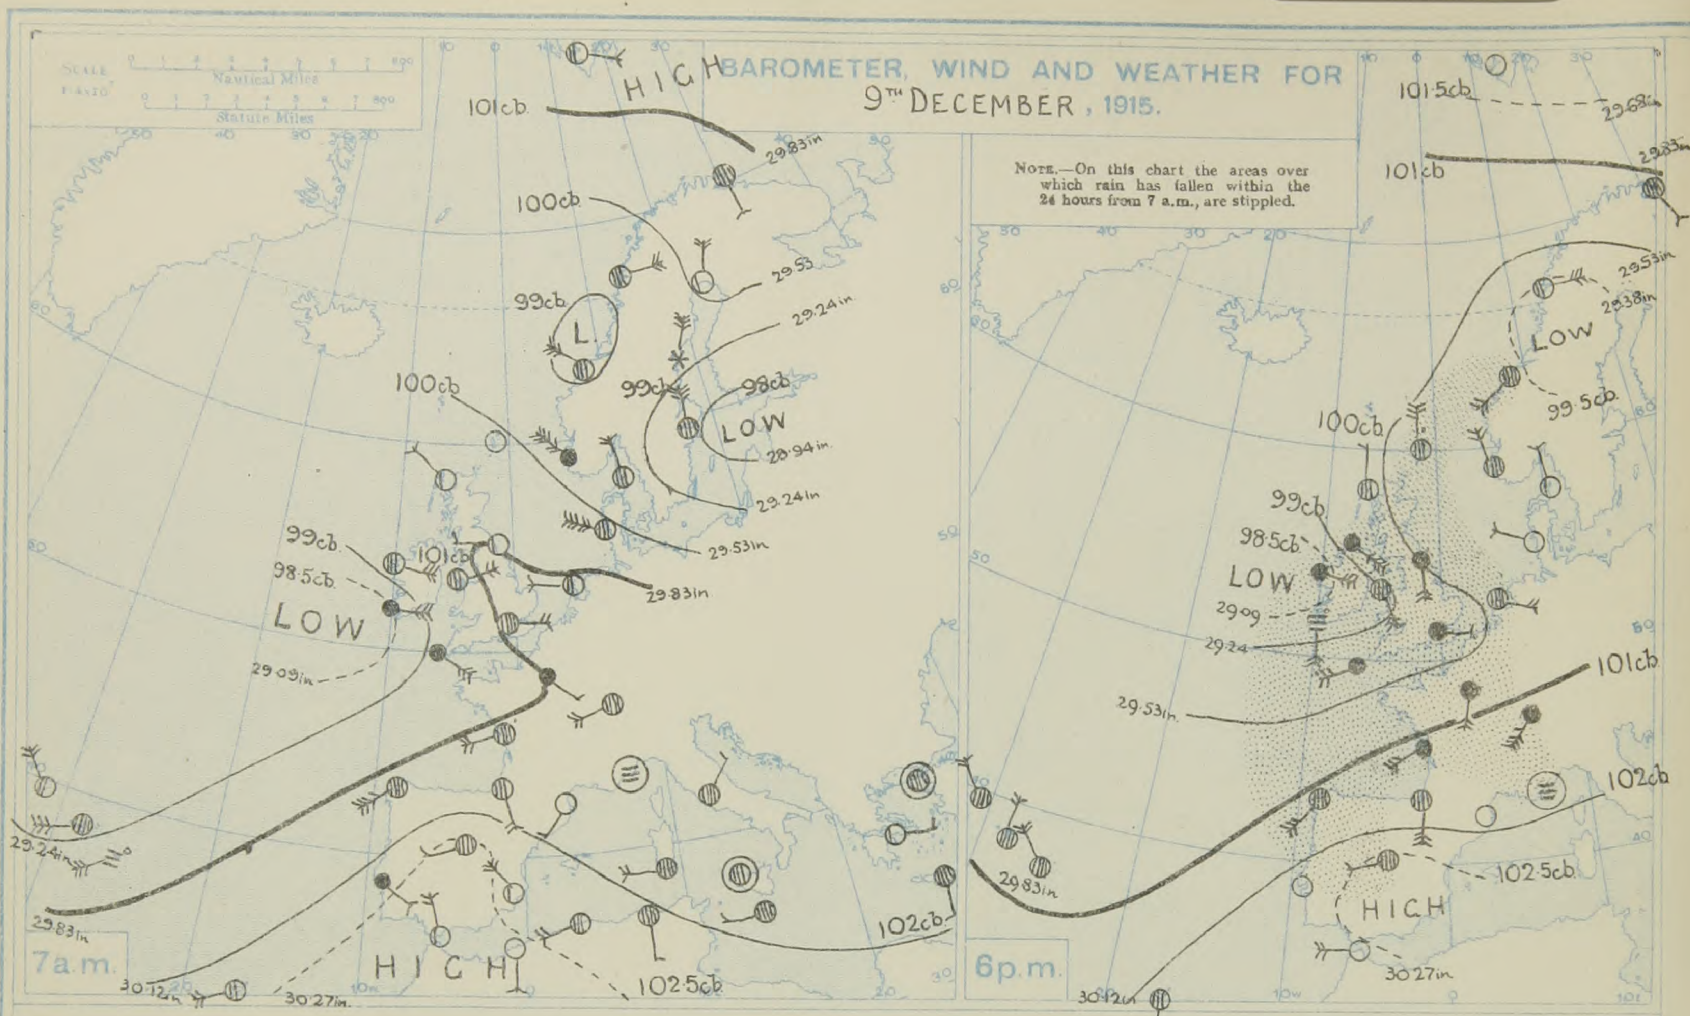 SCALE
Nautical Miles
Statute Miles
BAROMETER, WIND AND WEATHER FOR
9TH DECEMBER, 1915.
NOTE.—On this chart the areas over
which rain has fallen within the
24 hours from 7 a.m., are stippled.
HIGH
101cb.
29.83in
100cb.
29.53
99cb.
L.
29.24in.
100cb.
99cb
98cb.
LOW
28.94in.
29.24in
29.53in
99cb.
101cb
98.5cb.
29.83in
LOW
29.09in
29.24in
29.83in
102cb
HIGH
102.5cb
30.12in
30.27in.
7a.m.
101.5cb.
29.68in
29.83in
101cb
29.53in
29.38in
LOW
99.5cb.
100cb
99cb.
98.5cb.
LOW
29.09
29.24
101cb
29.53in.
102cb
29.83in
102.5cb.
HIGH
30.27in
30.12in
6p.m.